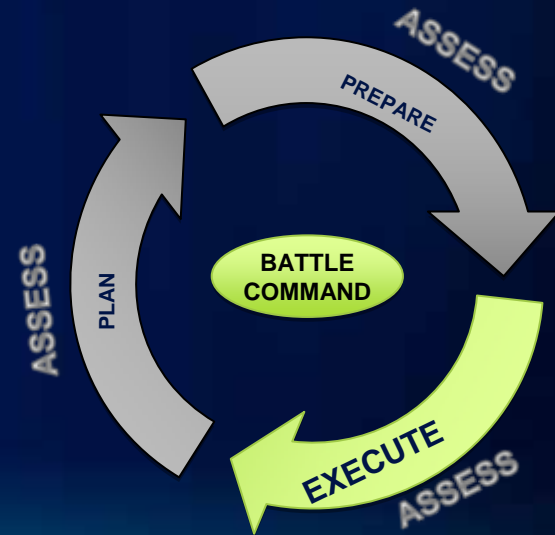 ASSESS
PREPARE
BATTLE
COMMAND
ASSESS
PLAN
EXECUTE
ASSESS